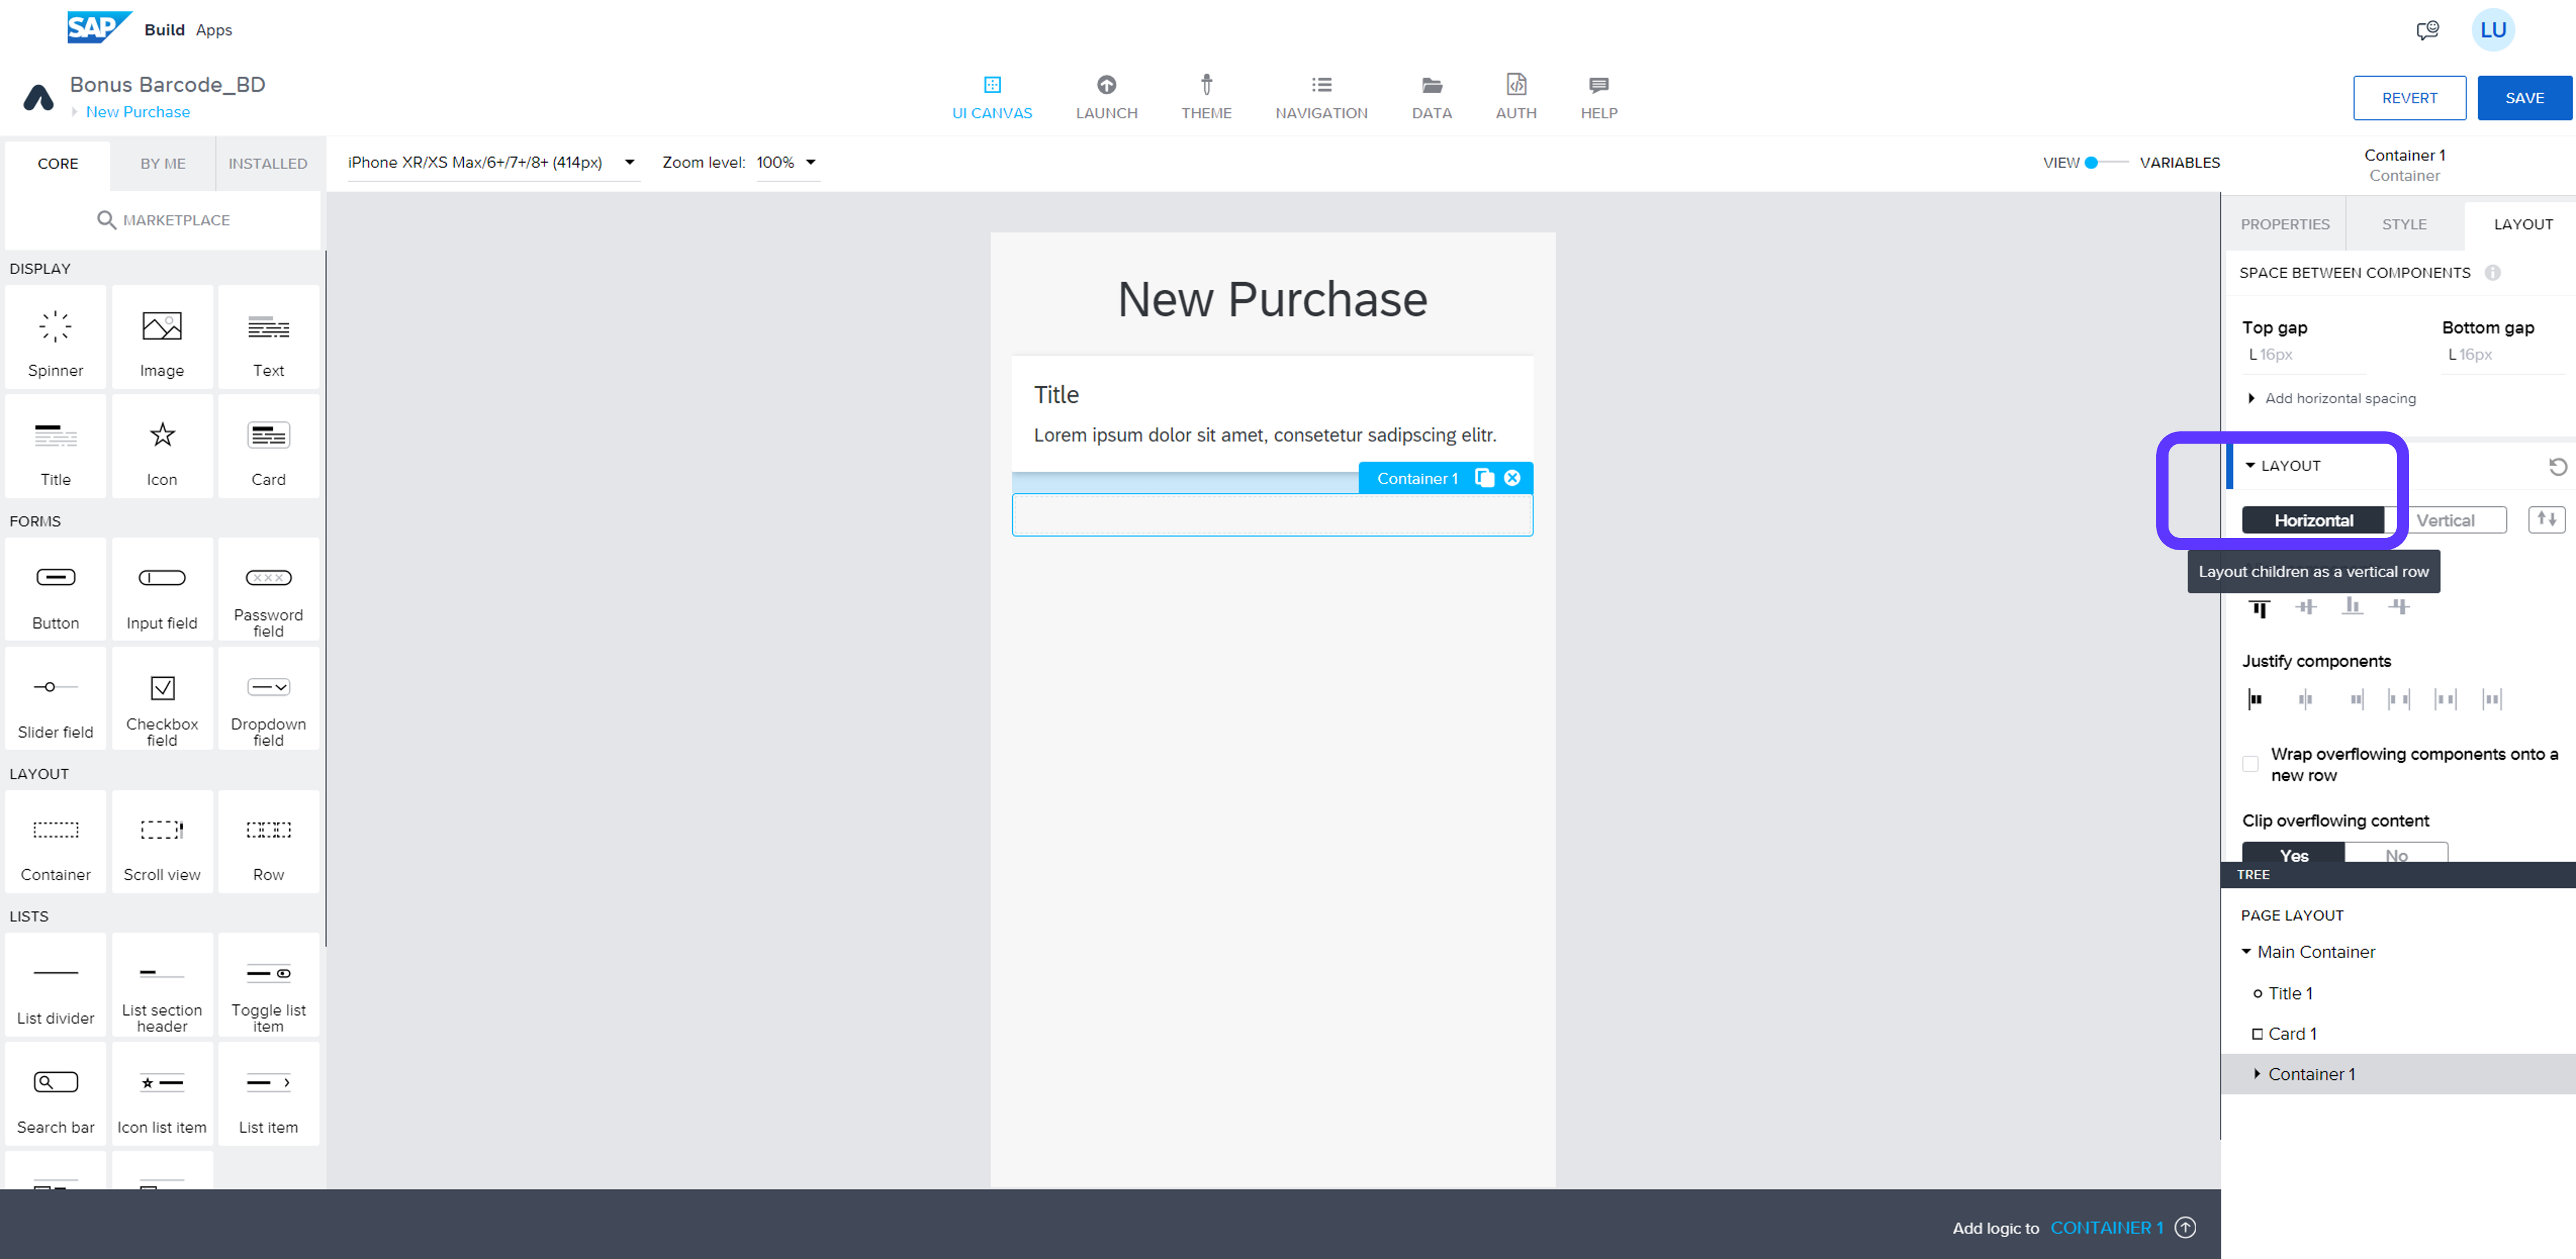 SAP Build Apps
LU
Bonus Barcode_BD
New Purchase
UI CANVAS
LAUNCH
THEME
NAVIGATION
DATA
AUTH
HELP
REVERT
SAVE
CORE
BY ME
INSTALLED
iPhone XR/XS Max/6+/7+/8+ (414px)
Zoom level: 100%
VIEW
VARIABLES
Container 1
Container
MARKETPLACE
PROPERTIES
STYLE
LAYOUT
DISPLAY
Spinner
Image
Text
Title
Icon
Card
FORMS
Button
Input field
Password
field
Slider field
Checkbox
field
Dropdown
field
LAYOUT
Container
Scroll view
Row
LISTS
List divider
List section
header
Toggle list
item
Search bar
Icon list item
List item
New Purchase
Title
Lorem ipsum dolor sit amet, consetetur sadipscing elitr.
Container 1
SPACE BETWEEN COMPONENTS
Top gap
Bottom gap
L 16px
L 16px
Add horizontal spacing
LAYOUT
Horizontal
Vertical
Layout children as a vertical row
Justify components
Wrap overflowing components onto a
new row
Clip overflowing content
Yes
No
TREE
PAGE LAYOUT
Main Container
Title 1
Card 1
Container 1
Add logic to CONTAINER 1